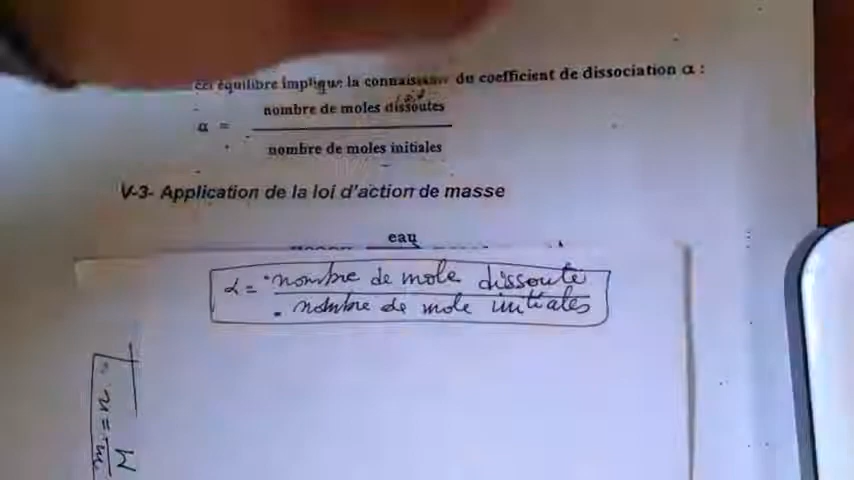 cet équilibre implique la connaissance du coefficient de dissociation α :
α = nombre de moles dissoutes
nombre de moles initiales
V-3- Application de la loi d'action de masse
eau
α = nombre de mole dissoute
nombre de mole initiales
n = m
M